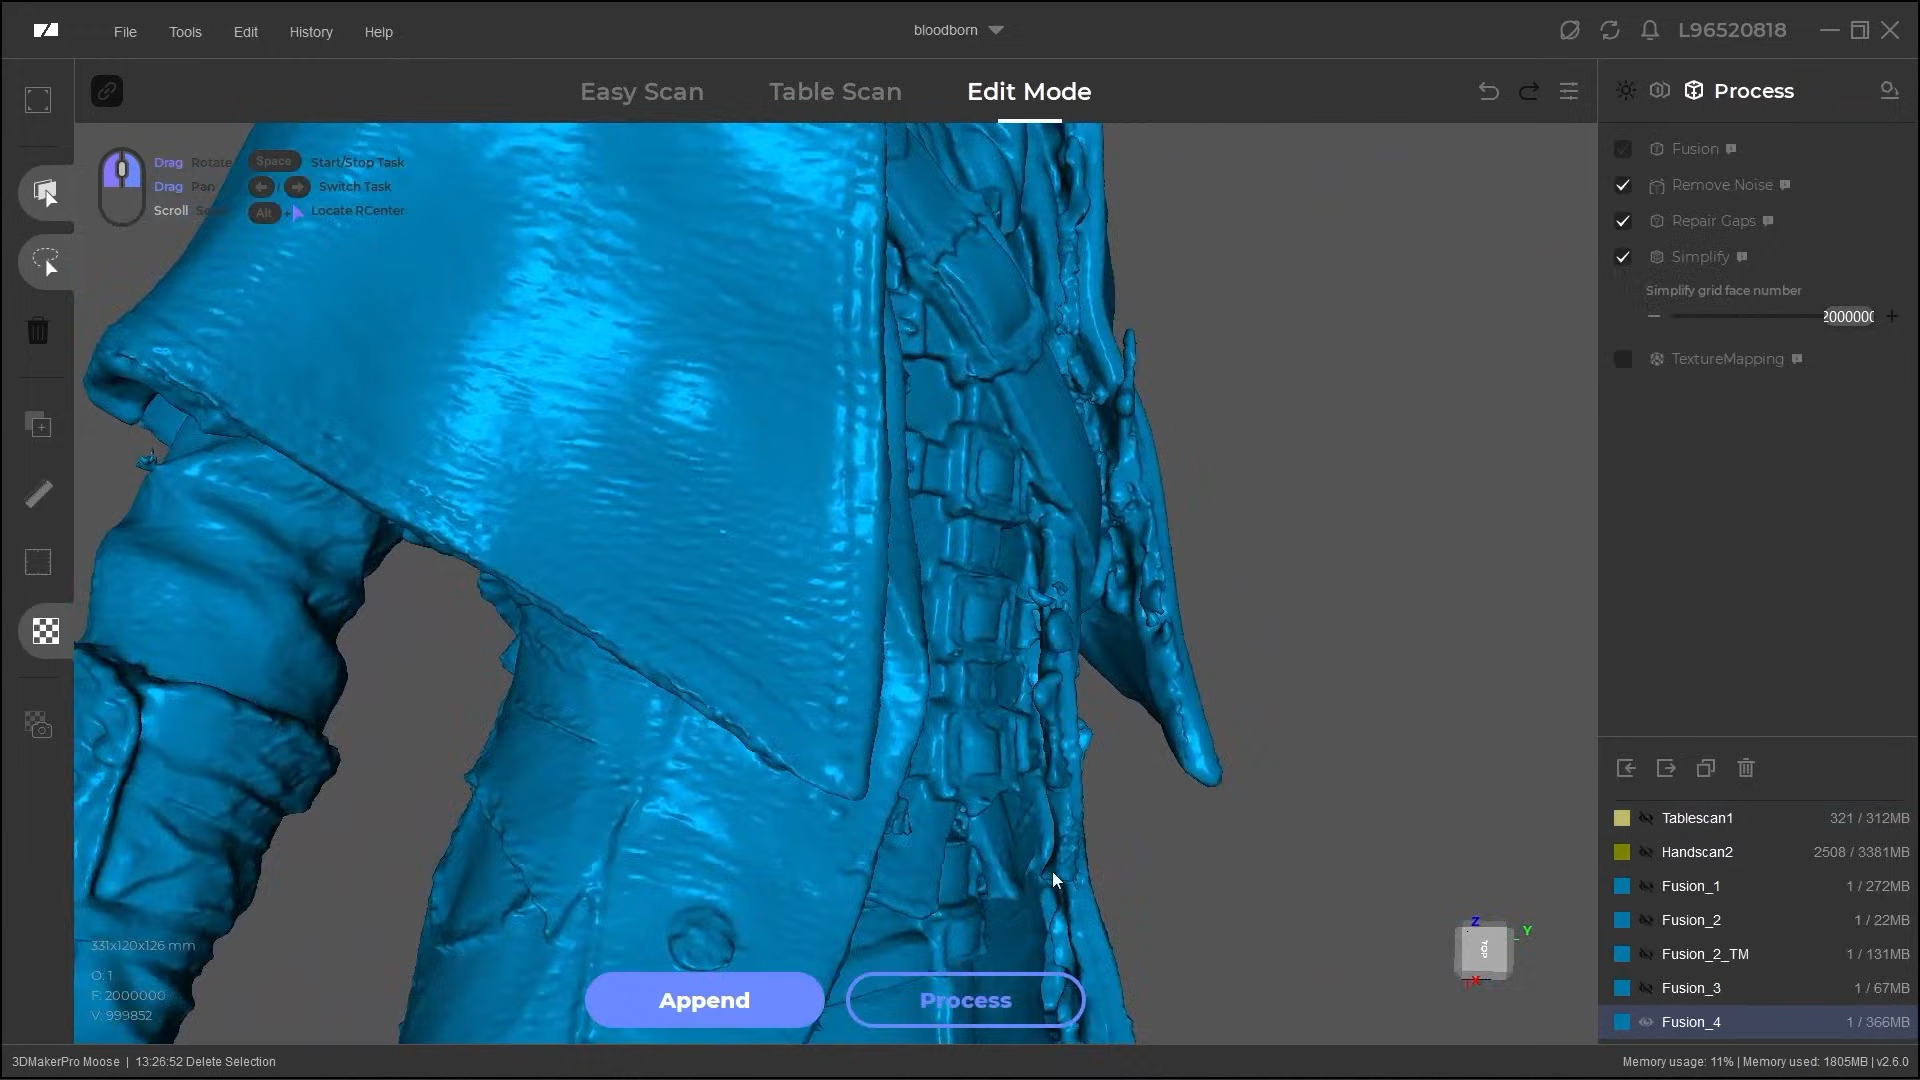 File Tools Edit History Help
bloodborn
L96520818
Easy Scan Table Scan Edit Mode
Process
Drag Rotate Space Start/Stop Task
Drag Pan / Switch Task
Scroll Alt + Locate RCenter
Fusion
Remove Noise
Repair Gaps
Simplify
Simplify grid face number
2000000
TextureMapping
Tablescan1 321 / 312MB
Handscan2 2508 / 3381MB
Fusion_1 1 / 272MB
Fusion_2 1 / 22MB
Fusion_2_TM 1 / 131MB
Fusion_3 1 / 67MB
Fusion_4 1 / 366MB
331x120x126 mm
O: 1
F: 2000000
V: 999852
Z
Y
TOP
X
Append Process
3DMakerPro Moose | 13:26:52 Delete Selection
Memory usage: 11% | Memory used: 1805MB | v2.6.0